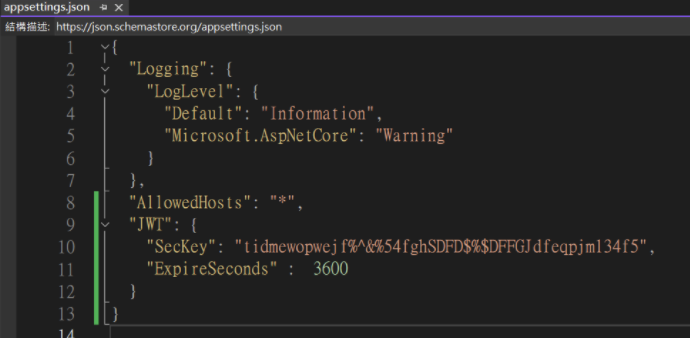 appsettings.json
結構描述: https://json.schemastore.org/appsettings.json
1 {
2 "Logging": {
3 "LogLevel": {
4 "Default": "Information",
5 "Microsoft.AspNetCore": "Warning"
6 }
7 },
8 "AllowedHosts": "*",
9 "JWT": {
10 "SecKey": "tidmewopwejf%^&%54fghSDFD$%$DFFGJdfeqpjml34f5",
11 "ExpireSeconds" : 3600
12 }
13 }
14